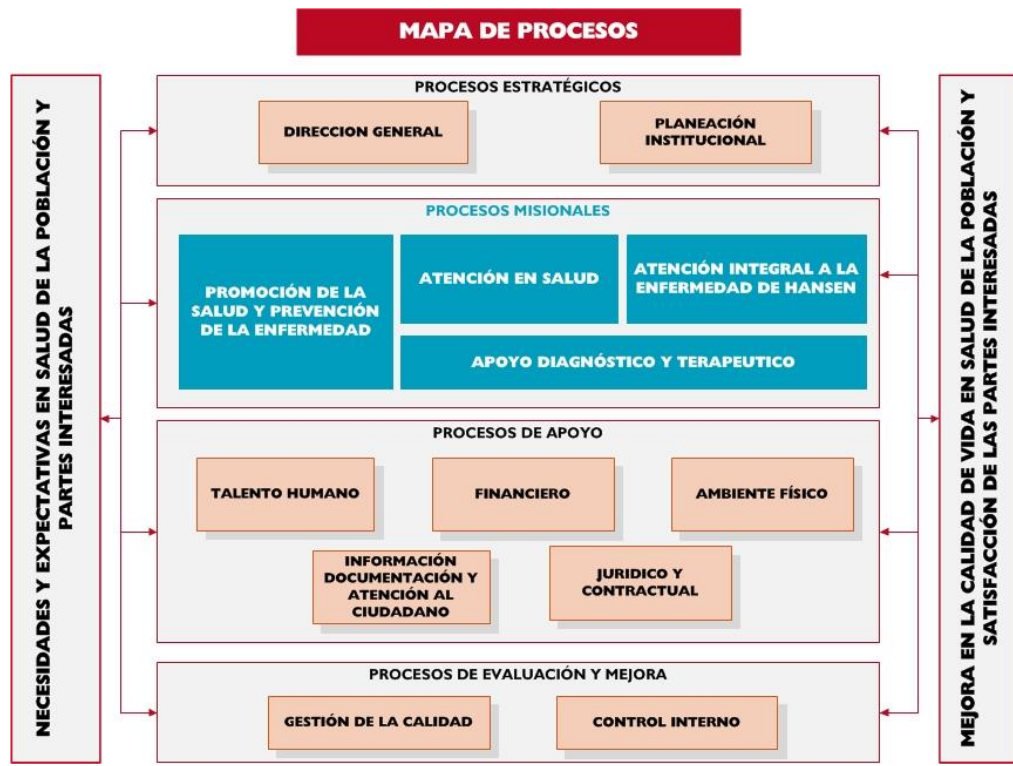 MAPA DE PROCESOS
NECESIDADES Y EXPECTATIVAS EN SALUD DE LA POBLACIÓN Y
PARTES INTERESADAS
PROCESOS ESTRATÉGICOS
DIRECCION GENERAL
PLANEACIÓN
INSTITUCIONAL
PROCESOS MISIONALES
PROMOCIÓN DE LA
SALUD Y PREVENCIÓN
DE LA ENFERMEDAD
ATENCIÓN EN SALUD
ATENCIÓN INTEGRAL A LA
ENFERMEDAD DE HANSEN
APOYO DIAGNÓSTICO Y TERAPEUTICO
PROCESOS DE APOYO
TALENTO HUMANO
FINANCIERO
AMBIENTE FÍSICO
INFORMACIÓN
DOCUMENTACIÓN Y
ATENCIÓN AL
CIUDADANO
JURIDICO Y
CONTRACTUAL
PROCESOS DE EVALUACIÓN Y MEJORA
GESTIÓN DE LA CALIDAD
CONTROL INTERNO
MEJORA EN LA CALIDAD DE VIDA EN SALUD DE LA POBLACIÓN Y
SATISFACCIÓN DE LAS PARTES INTERESADAS